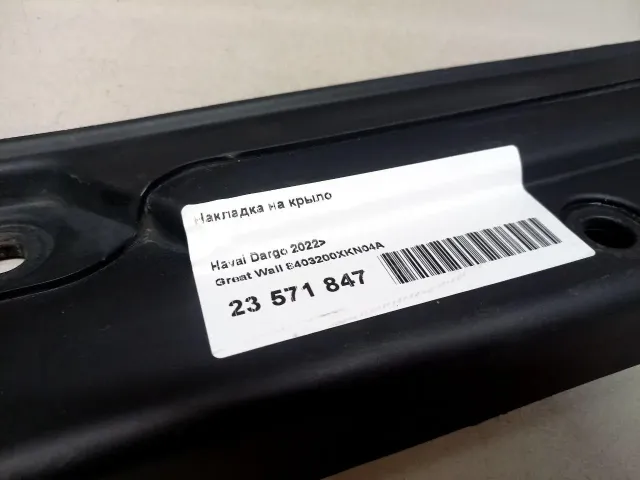 Накладка на крыло
Haval Dargo 2022>
Great Wall 8403200XKN04A
23 571 847